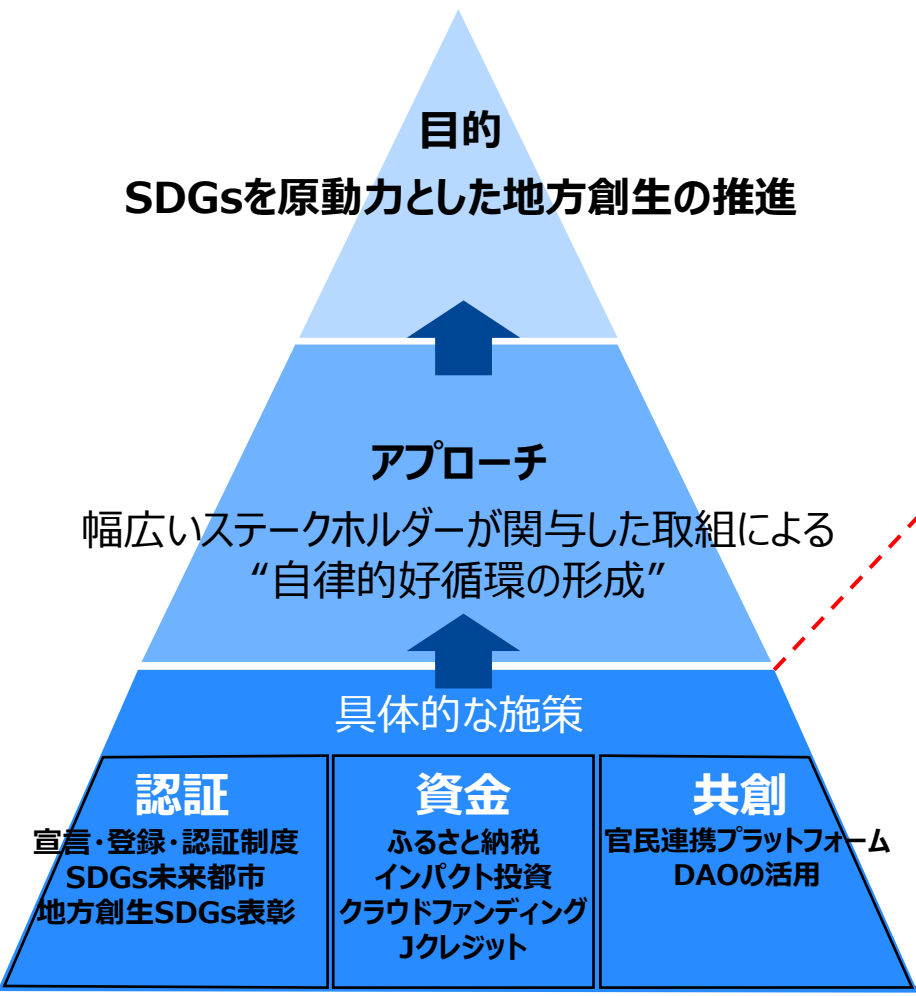 目的
SDGsを原動力とした地方創生の推進
アプローチ
幅広いステークホルダーが関与した取組による
“自律的好循環の形成”
具体的な施策
認証
宣言・登録・認証制度
SDGs未来都市
地方創生SDGs表彰
資金
ふるさと納税
インパクト投資
クラウドファンディング
Jクレジット
共創
官民連携プラットフォーム
DAOの活用